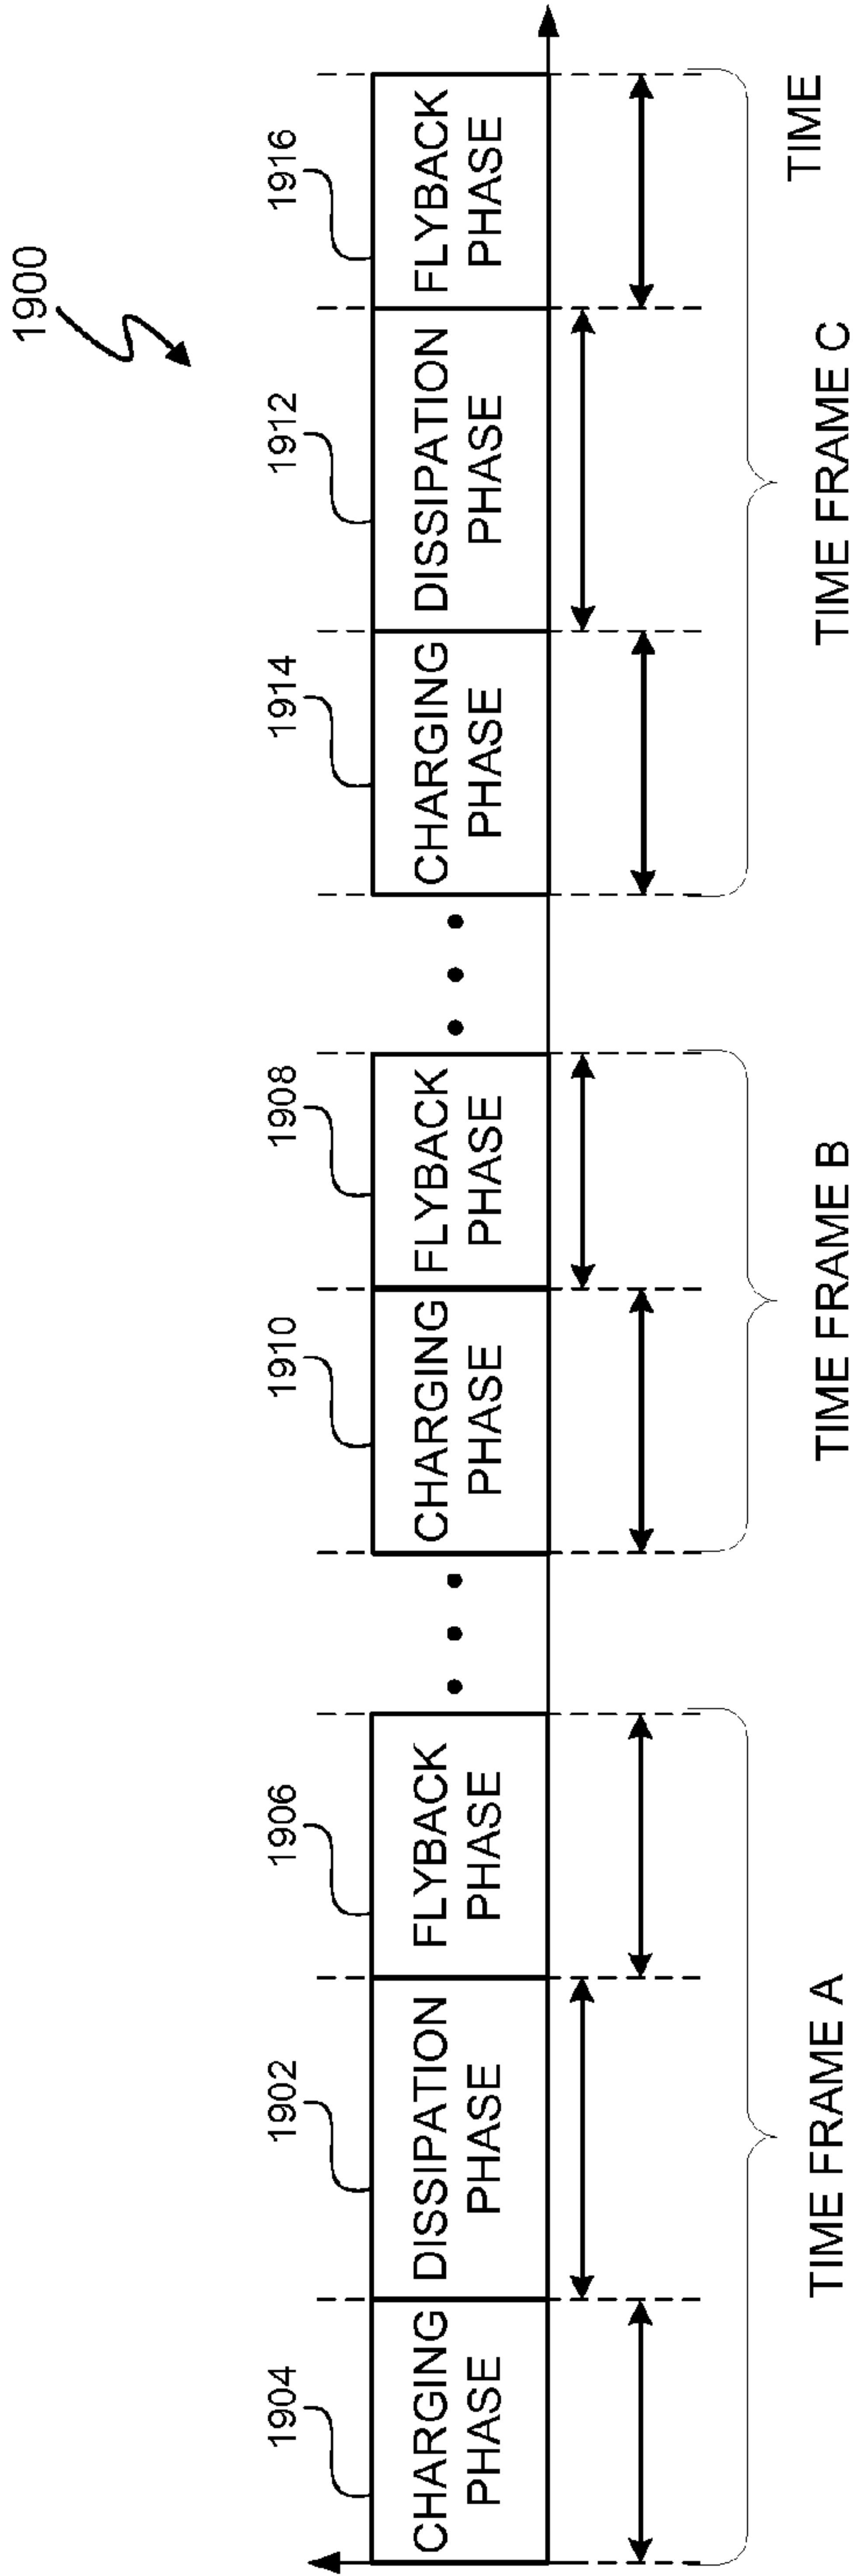 1900
1904
1902
1906
1910
1908
1914
1912
1916
CHARGING
PHASE
DISSIPATION
PHASE
FLYBACK
PHASE
CHARGING
PHASE
FLYBACK
PHASE
CHARGING
PHASE
DISSIPATION
PHASE
FLYBACK
PHASE
TIME
TIME FRAME A
TIME FRAME B
TIME FRAME C